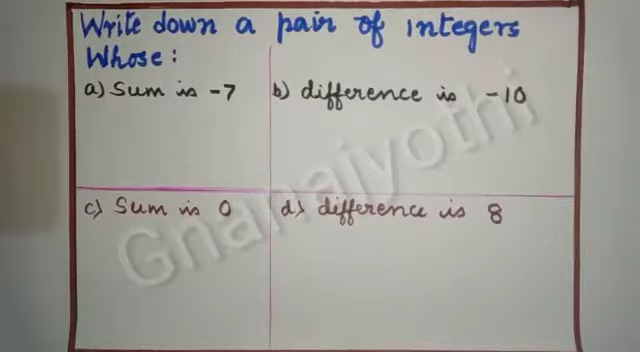 Write down a pair of integers
Whose:
a) Sum is -7
b) difference is -10
c) Sum is 0
d) difference is 8
Gnanajyothi